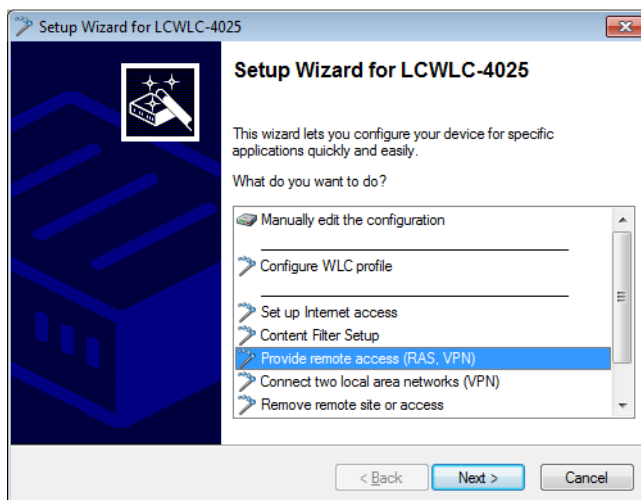 Setup Wizard for LCWLC-4025
Setup Wizard for LCWLC-4025
This wizard lets you configure your device for specific
applications quickly and easily.
What do you want to do?
Manually edit the configuration
Configure WLC profile
Set up Internet access
Content Filter Setup
Provide remote access (RAS, VPN)
Connect two local area networks (VPN)
Remove remote site or access
< Back
Next >
Cancel